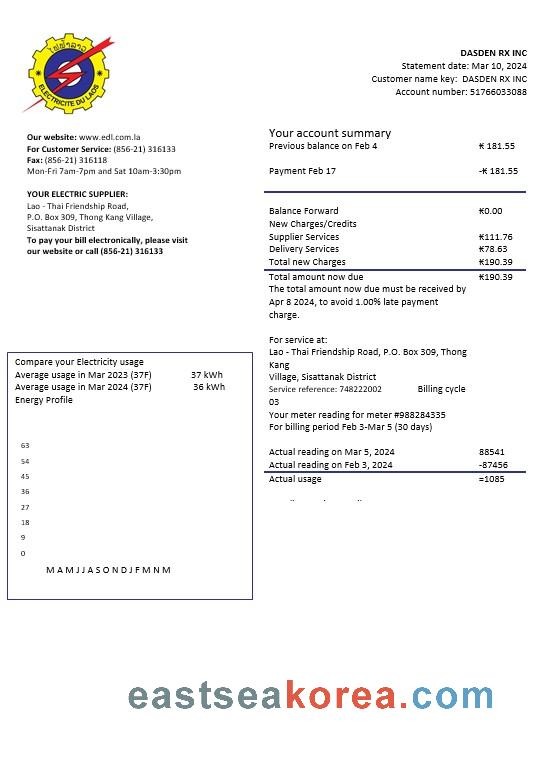 ໄຟຟ້າລາວ
ELECTRICITE DU LAOS
DASDEN RX INC
Statement date: Mar 10, 2024
Customer name key: DASDEN RX INC
Account number: 51766033088
Our website: www.edl.com.la
For Customer Service: (856-21) 316133
Fax: (856-21) 316118
Mon-Fri 7am-7pm and Sat 10am-3:30pm
YOUR ELECTRIC SUPPLIER:
Lao - Thai Friendship Road,
P.O. Box 309, Thong Kang Village,
Sisattanak District
To pay your bill electronically, please visit
our website or call (856-21) 316133
Your account summary
Previous balance on Feb 4 ₭ 181.55
Payment Feb 17 -₭ 181.55
Balance Forward ₭0.00
New Charges/Credits
Supplier Services ₭111.76
Delivery Services ₭78.63
Total new Charges ₭190.39
Total amount now due ₭190.39
The total amount now due must be received by
Apr 8 2024, to avoid 1.00% late payment
charge.
For service at:
Lao - Thai Friendship Road, P.O. Box 309, Thong
Kang
Village, Sisattanak District
Service reference: 748222002 Billing cycle
03
Your meter reading for meter #988284335
For billing period Feb 3-Mar 5 (30 days)
Actual reading on Mar 5, 2024 88541
Actual reading on Feb 3, 2024 -87456
Actual usage =1085
Compare your Electricity usage
Average usage in Mar 2023 (37F) 37 kWh
Average usage in Mar 2024 (37F) 36 kWh
Energy Profile
63
54
45
36
27
18
9
0
M A M J J A S O N D J F M N M
eastseakorea.com